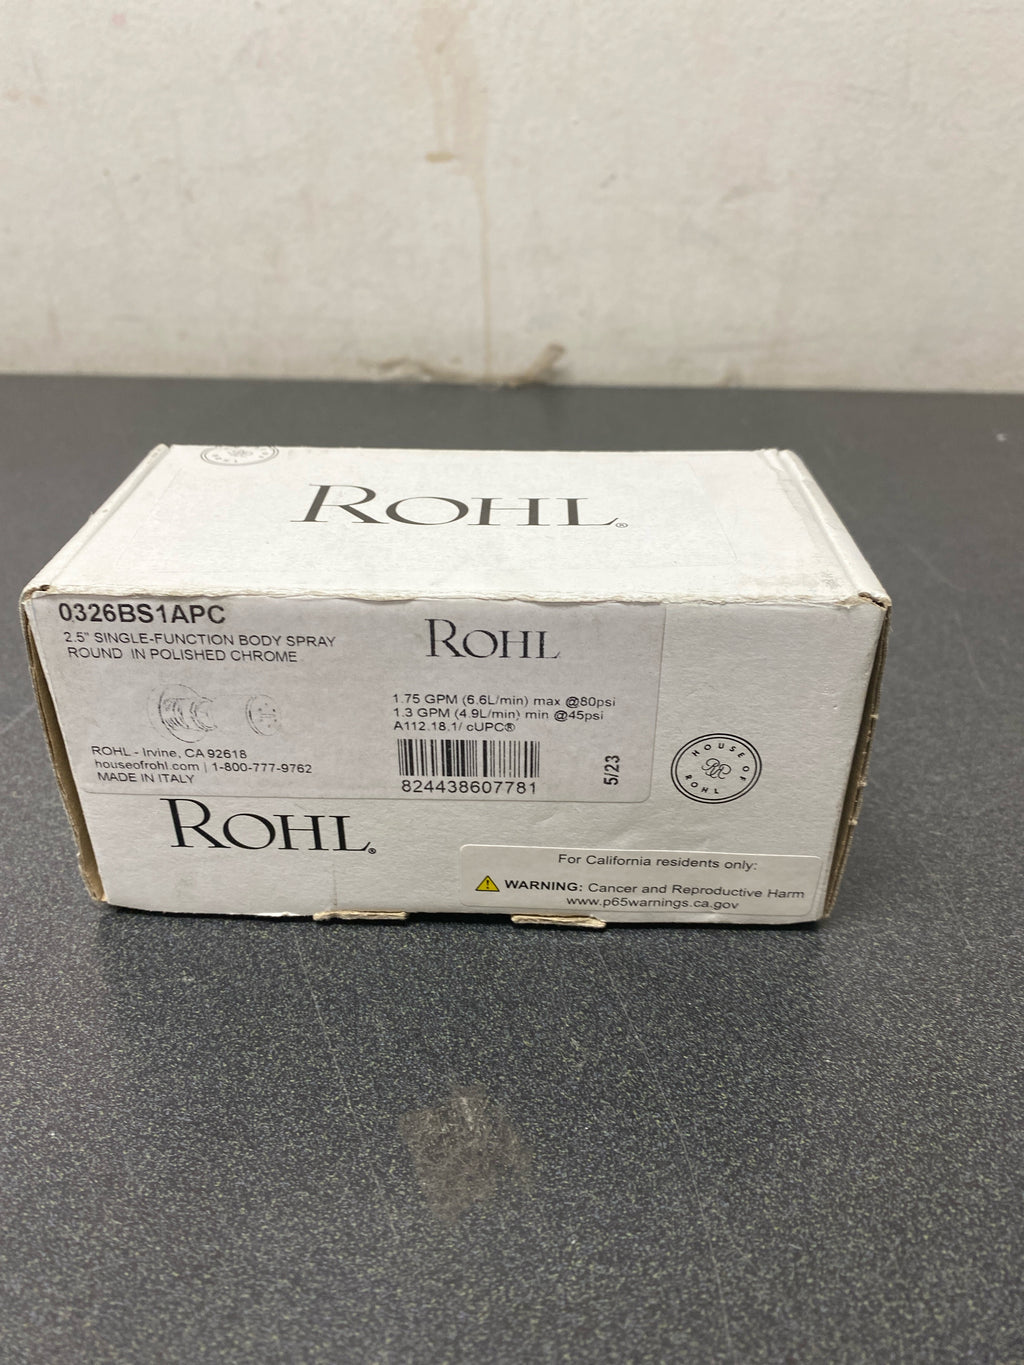 ROHL®
0326BS1APC
2.5" SINGLE-FUNCTION BODY SPRAY
ROUND IN POLISHED CHROME
ROHL
1.75 GPM (6.6L/min) max @80psi
1.3 GPM (4.9L/min) min @45psi
A112.18.1/ cUPC®
ROHL - Irvine, CA 92618
houseofrohl.com | 1-800-777-9762
MADE IN ITALY
824438607781
5/23
HOUSE OF
ROHL
ROHL®
For California residents only:
WARNING: Cancer and Reproductive Harm
www.p65warnings.ca.gov